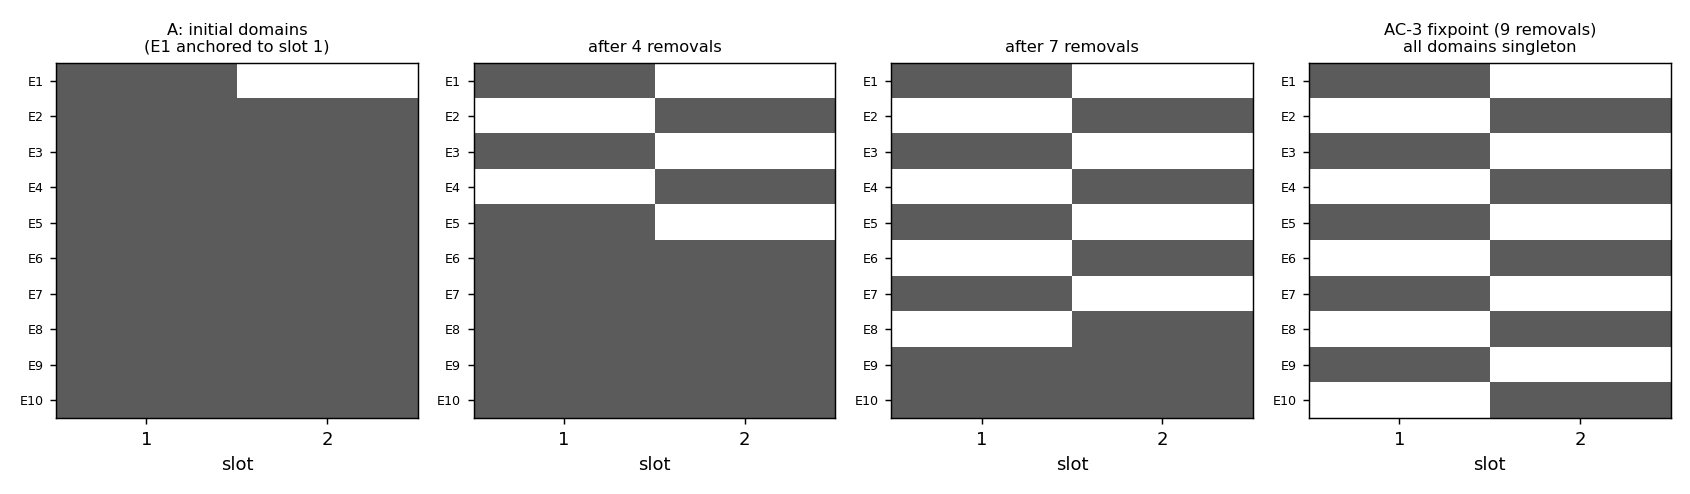 A: initial domains
(E1 anchored to slot 1)
E1
E2
E3
E4
E5
E6
E7
E8
E9
E10
1 2
slot
after 4 removals
E1
E2
E3
E4
E5
E6
E7
E8
E9
E10
1 2
slot
after 7 removals
E1
E2
E3
E4
E5
E6
E7
E8
E9
E10
1 2
slot
AC-3 fixpoint (9 removals)
all domains singleton
E1
E2
E3
E4
E5
E6
E7
E8
E9
E10
1 2
slot